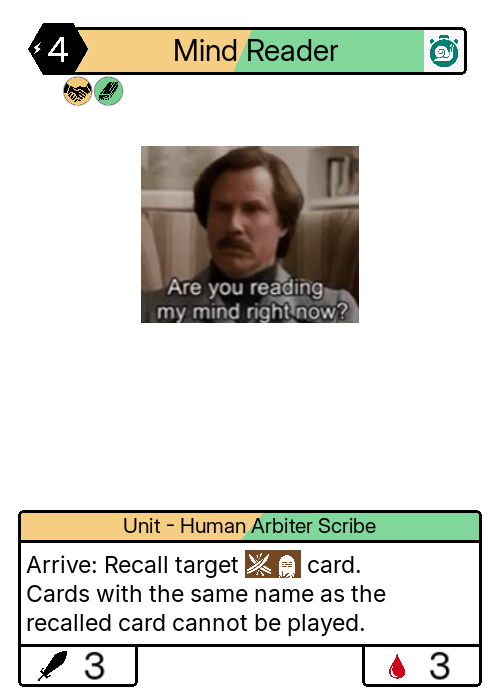 4 Mind Reader
Are you reading
my mind right now?
Unit - Human Arbiter Scribe
Arrive: Recall target card.
Cards with the same name as the
recalled card cannot be played.
3 3